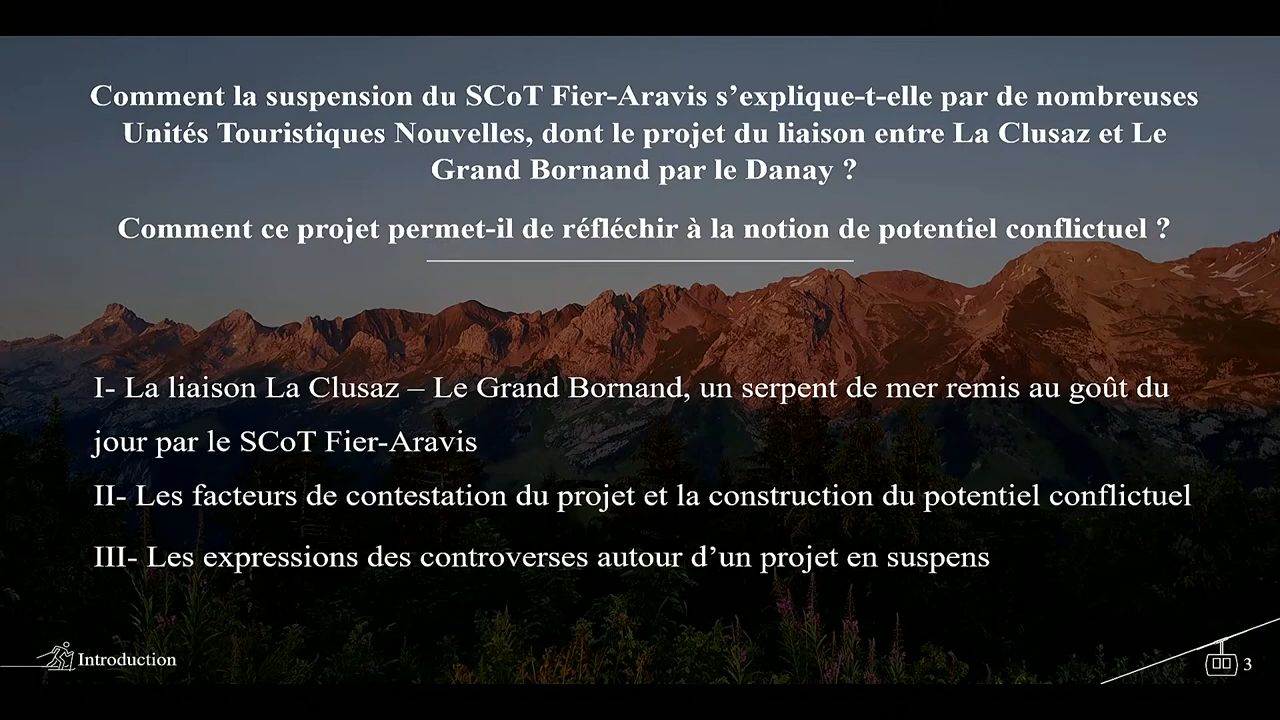 Comment la suspension du SCoT Fier-Aravis s’explique-t-elle par de nombreuses
Unités Touristiques Nouvelles, dont le projet du liaison entre La Clusaz et Le
Grand Bornand par le Danay ?
Comment ce projet permet-il de réfléchir à la notion de potentiel conflictuel ?
I- La liaison La Clusaz – Le Grand Bornand, un serpent de mer remis au goût du
jour par le SCoT Fier-Aravis
II- Les facteurs de contestation du projet et la construction du potentiel conflictuel
III- Les expressions des controverses autour d’un projet en suspens
Introduction
3